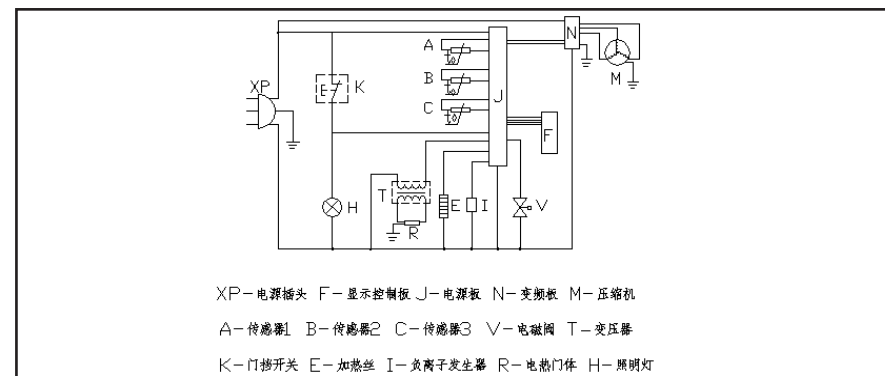 XP
K
H
A
B
C
J
F
N
M
T
R
E
I
V
XP－电源插头 F－显示控制板 J－电源板 N－变频板 M－压缩机
A－传感器1 B－传感器2 C－传感器3 V－电磁阀 T－变压器
K－门档开关 E－加热丝 I－负离子发生器 R－电热门体 H－照明灯